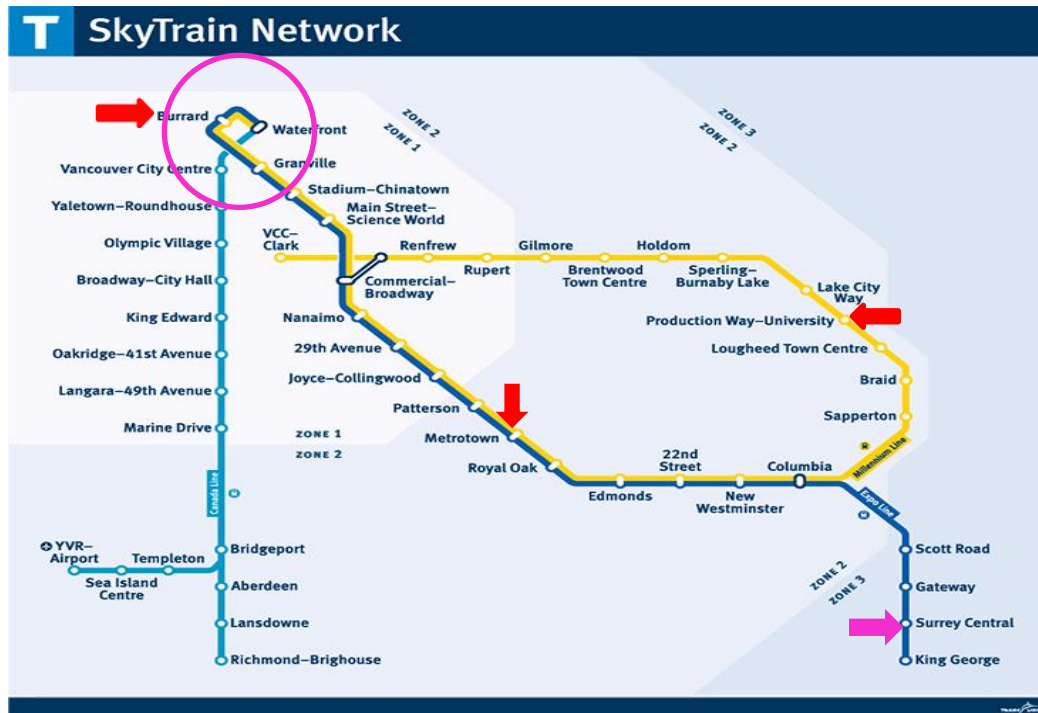 T SkyTrain Network
Burrard
Waterfront
Granville
Vancouver City Centre
Stadium–Chinatown
Main Street–
Science World
Yaletown–Roundhouse
Olympic Village
Broadway–City Hall
King Edward
Oakridge–41st Avenue
Langara–49th Avenue
Marine Drive
ZONE 2
ZONE 1
ZONE 3
ZONE 2
VCC–
Clark
Renfrew
Rupert
Gilmore
Brentwood
Town Centre
Holdom
Sperling–
Burnaby Lake
Lake City
Way
Production Way–University
Lougheed Town Centre
Braid
Sapperton
Commercial–
Broadway
Nanaimo
29th Avenue
Joyce–Collingwood
Patterson
Metrotown
Royal Oak
ZONE 1
ZONE 2
Edmonds
22nd
Street
New
Westminster
Columbia
Millennium Line
Expo Line
Canada Line
YVR–
Airport
Templeton
Sea Island
Centre
Bridgeport
Aberdeen
Lansdowne
Richmond–Brighouse
Scott Road
Gateway
Surrey Central
King George
ZONE 2
ZONE 3